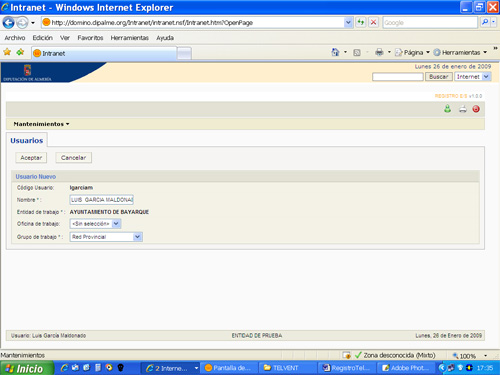 Intranet - Windows Internet Explorer
http://domino.dipalme.org/Intranet/intranet.nsf/Intranet.htm?OpenPage
Google
Archivo Edición Ver Favoritos Herramientas Ayuda
Intranet
Página Herramientas
DIPUTACIÓN DE ALMERÍA
Lunes 26 de enero de 2009
Buscar Internet
REGISTRO E/S v1.0.0
Mantenimientos
Usuarios
Aceptar Cancelar
Usuario Nuevo
Código Usuario: lgarciam
Nombre * : LUIS GARCIA MALDONAD
Entidad de trabajo * : AYUNTAMIENTO DE BAYARQUE
Oficina de trabajo: <Sin selección>
Grupo de trabajo * : Red Provincial
Usuario: Luis García Maldonado ENTIDAD DE PRUEBA Lunes, 26 de Enero de 2009
Mantenimientos Zona desconocida (Mixto) 100%
Inicio 2 Interne... Pantalla de... TELVENT RegistroTel... Adobe Phot... 17:35